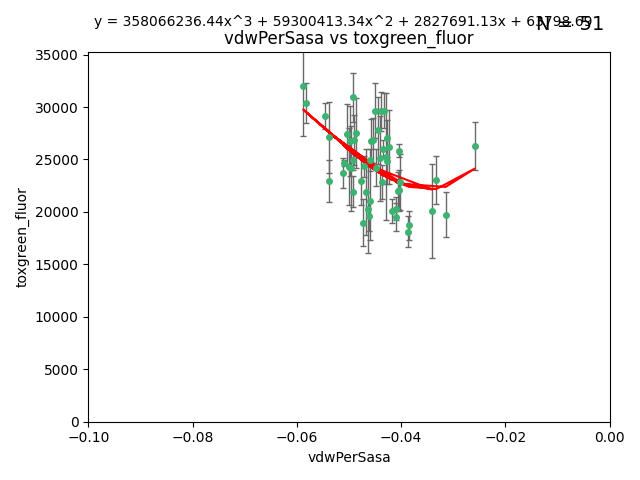 y = 358066236.44x^3 + 59300413.34x^2 + 2827691.13x +
N = 51
vdwPerSasa vs toxgreen_fluor
35000
30000
25000
20000
15000
10000
5000
0
toxgreen_fluor
−0.10
−0.08
−0.06
−0.04
−0.02
0.00
vdwPerSasa